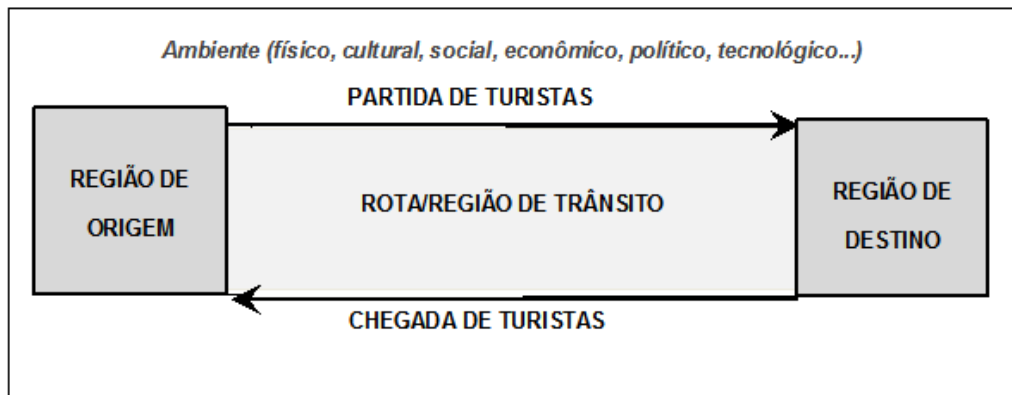 Ambiente (físico, cultural, social, econômico, político, tecnológico...)
PARTIDA DE TURISTAS
REGIÃO DE
ORIGEM
ROTA/REGIÃO DE TRÂNSITO
REGIÃO DE
DESTINO
CHEGADA DE TURISTAS